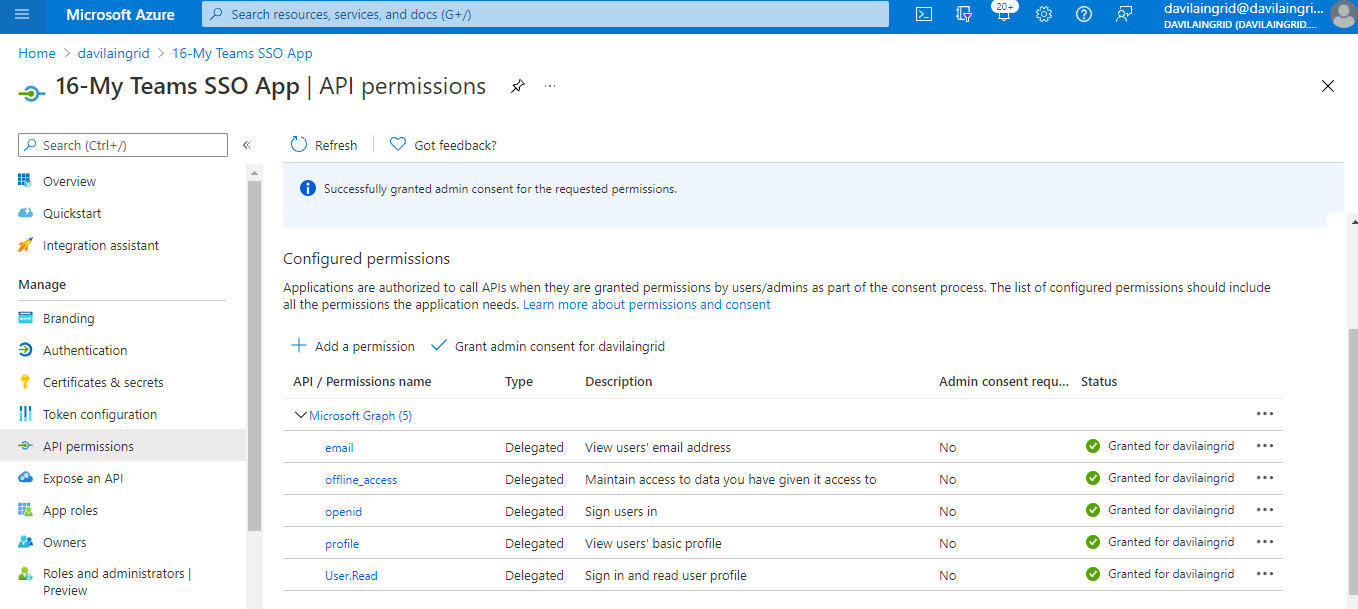 Microsoft Azure
Search resources, services, and docs (G+/)
20+
davilaingrid@davilaingri...
DAVILAINGRID (DAVILAINGRID....
Home > davilaingrid > 16-My Teams SSO App
16-My Teams SSO App | API permissions
Search (Ctrl+/)
«
Overview
Quickstart
Integration assistant
Manage
Branding
Authentication
Certificates & secrets
Token configuration
API permissions
Expose an API
App roles
Owners
Roles and administrators |
Preview
Refresh
Got feedback?
Successfully granted admin consent for the requested permissions.
Configured permissions
Applications are authorized to call APIs when they are granted permissions by users/admins as part of the consent process. The list of configured permissions should include
all the permissions the application needs. Learn more about permissions and consent
Add a permission
Grant admin consent for davilaingrid
API / Permissions name Type Description Admin consent requ... Status
Microsoft Graph (5)
email Delegated View users' email address No Granted for davilaingrid
offline_access Delegated Maintain access to data you have given it access to No Granted for davilaingrid
openid Delegated Sign users in No Granted for davilaingrid
profile Delegated View users' basic profile No Granted for davilaingrid
User.Read Delegated Sign in and read user profile No Granted for davilaingrid